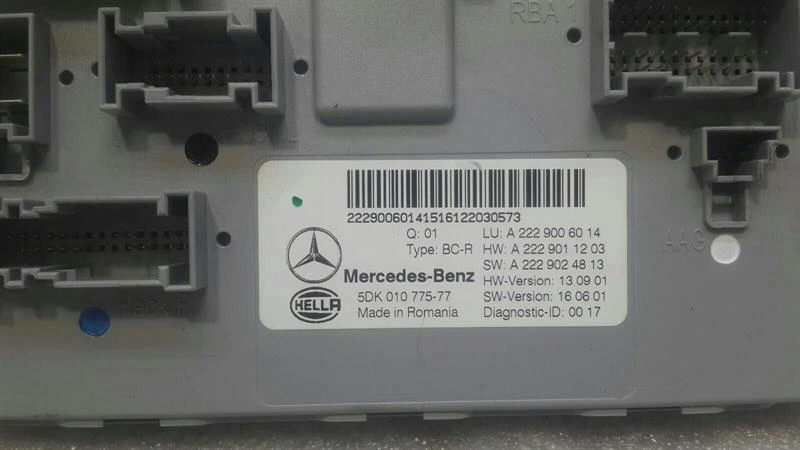 RBA 1
22290060141516122030573
Q: 01
LU: A 222 900 60 14
Type: BC-R
HW: A 222 901 12 03
SW: A 222 902 48 13
Mercedes-Benz
HW-Version: 13 09 01
HELLA
5DK 010 775-77
SW-Version: 16 06 01
Made in Romania
Diagnostic-ID: 00 17
AAG
Heck R